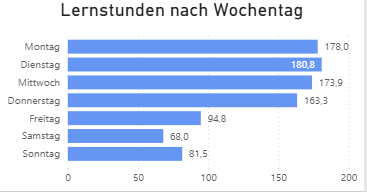 Lernstunden nach Wochentag
Montag 178,0
Dienstag 180,8
Mittwoch 173,9
Donnerstag 163,3
Freitag 94,8
Samstag 68,0
Sonntag 81,5
0 50 100 150 200